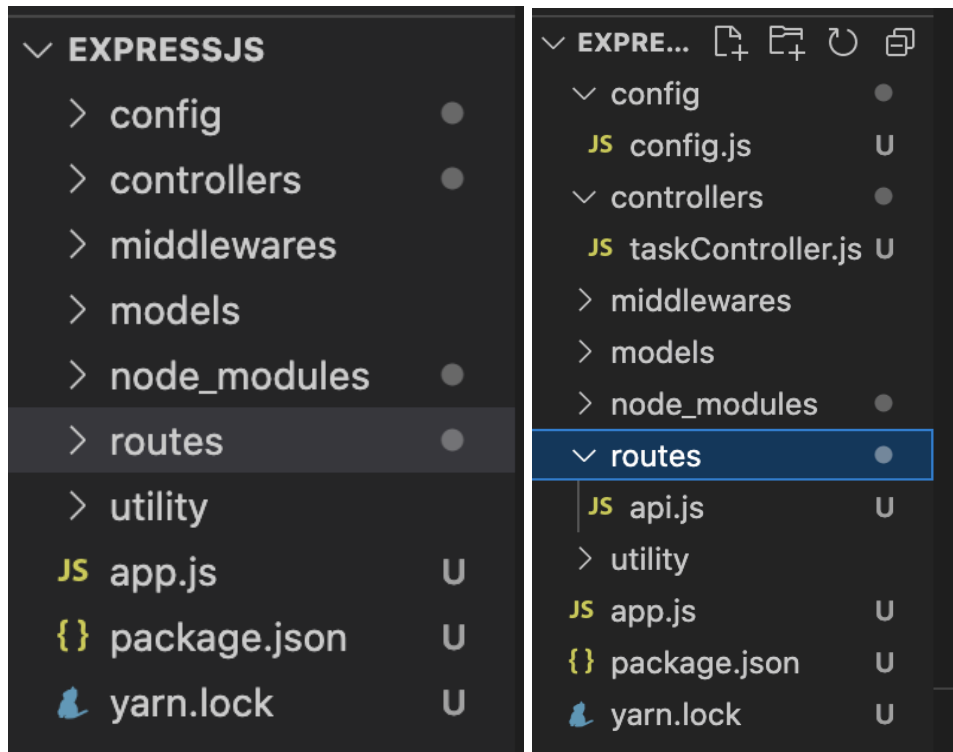 EXPRESSJS
config
controllers
middlewares
models
node_modules
routes
utility
JS app.js U
{} package.json U
yarn.lock U
EXPRE...
config
JS config.js U
controllers
JS taskController.js U
middlewares
models
node_modules
routes
JS api.js U
utility
JS app.js U
{} package.json U
yarn.lock U